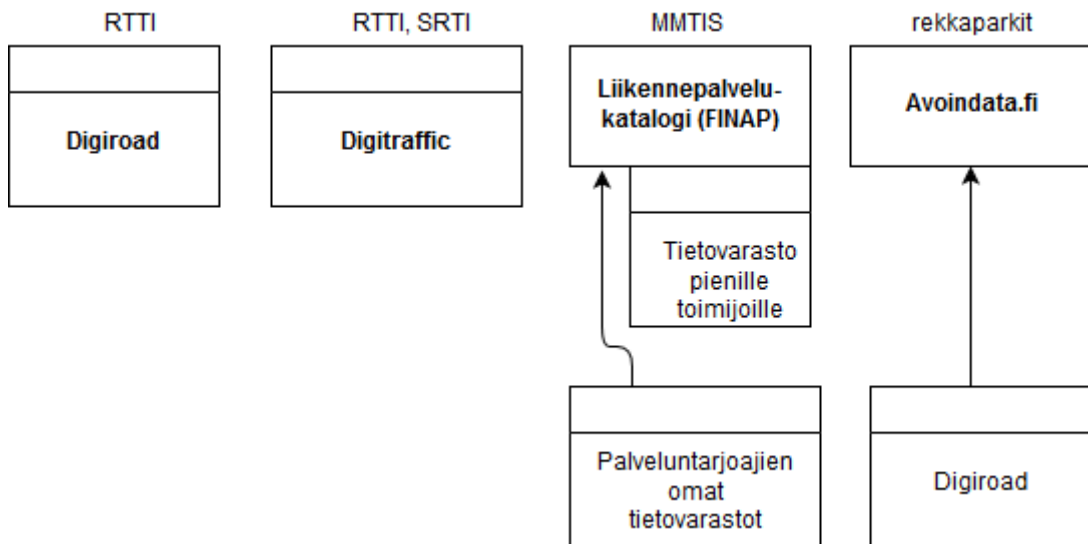 RTTI
RTTI, SRTI
MMTIS
rekkaparkit
Digiroad
Digitraffic
Liikennepalvelu-
katalogi (FINAP)
Avoindata.fi
Tietovarasto
pienille
toimijoille
Palveluntarjoajien
omat
tietovarastot
Digiroad